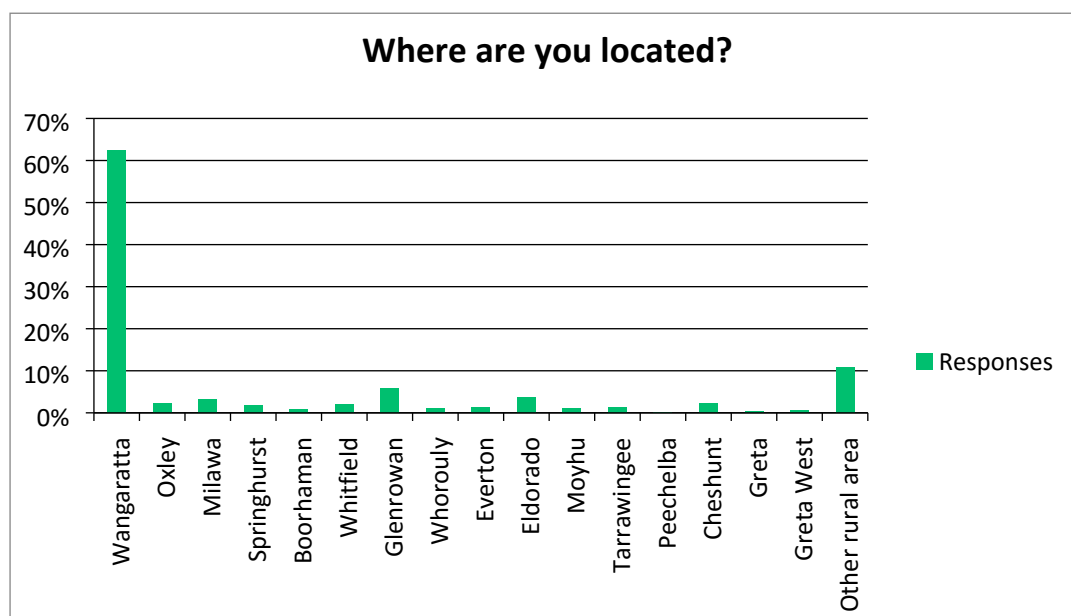 Where are you located?
70%
60%
50%
40%
30%
20%
10%
0%
Wangaratta
Oxley
Milawa
Springhurst
Boorhaman
Whitfield
Glenrowan
Whorouly
Everton
Eldorado
Moyhu
Tarrawingee
Peechelba
Cheshunt
Greta
Greta West
Other rural area
Responses